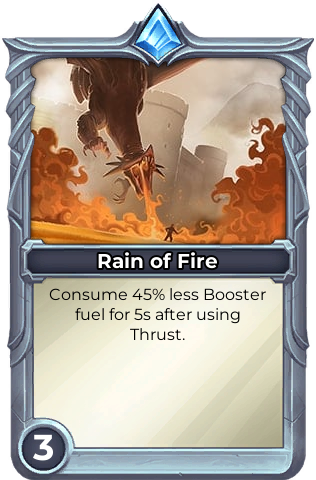 Rain of Fire
Consume 45% less Booster
fuel for 5s after using
Thrust.
3